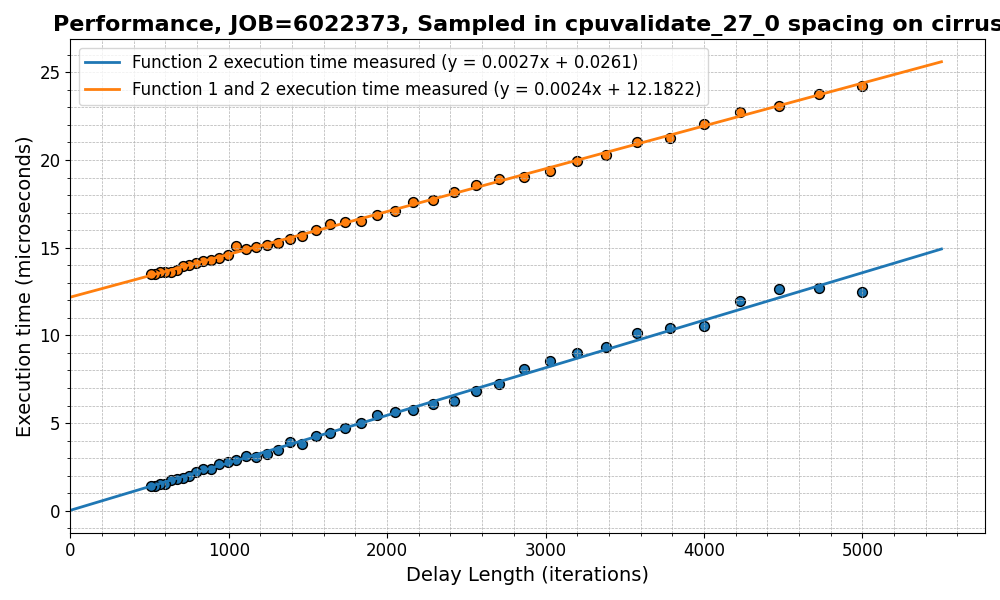 Performance, JOB=6022373, Sampled in cpuvalidate_27_0 spacing on cirrus
Function 2 execution time measured (y = 0.0027x + 0.0261)
Function 1 and 2 execution time measured (y = 0.0024x + 12.1822)
Execution time (microseconds)
25
20
15
10
5
0
0 1000 2000 3000 4000 5000
Delay Length (iterations)